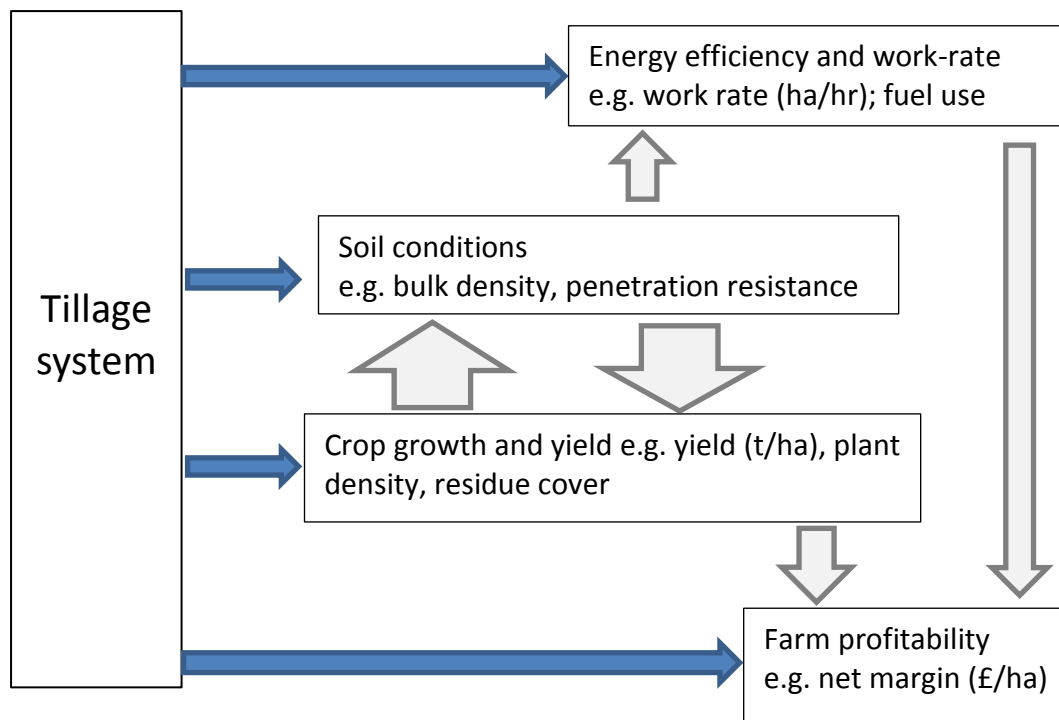 Energy efficiency and work-rate
e.g. work rate (ha/hr); fuel use
Soil conditions
e.g. bulk density, penetration resistance
Tillage
system
Crop growth and yield e.g. yield (t/ha), plant
density, residue cover
Farm profitability
e.g. net margin (£/ha)